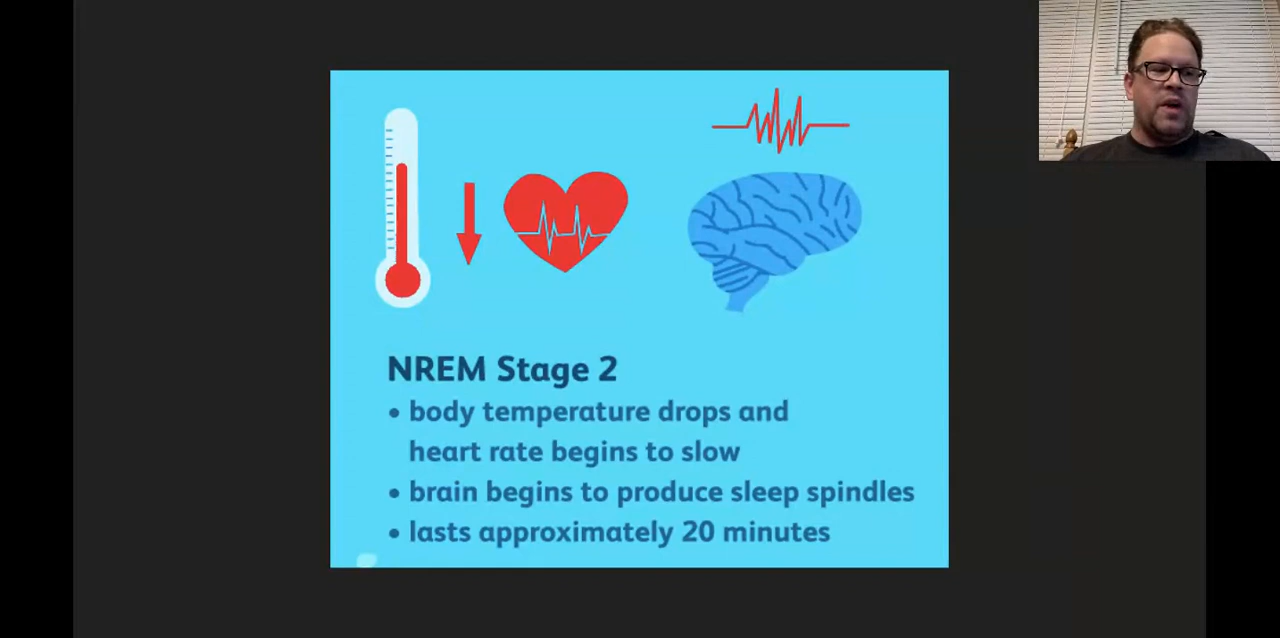 NREM Stage 2
• body temperature drops and
heart rate begins to slow
• brain begins to produce sleep spindles
• lasts approximately 20 minutes